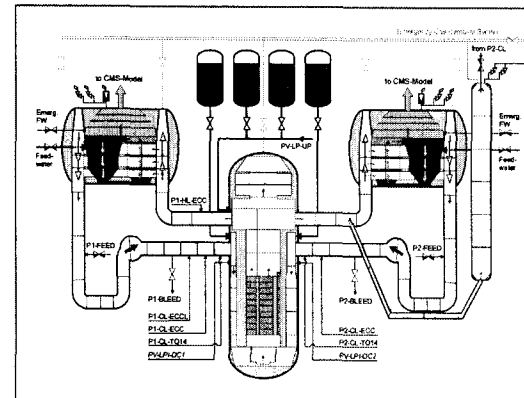 from P2-CL
to CMS-Model
to CMS-Model
PV-LP-UP
Emerg.
FW
Feed-
water
Emerg.
FW
Feed-
water
P1-HL-ECC
P1-FEED
P2-FEED
P1-BLEED
P2-BLEED
P1-CL-ECCL
P1-CL-ECC
P2-CL-ECC
P1-CL-TQ14
P2-CL-TQ14
PV-LPI-DC1
PV-LPI-DC2